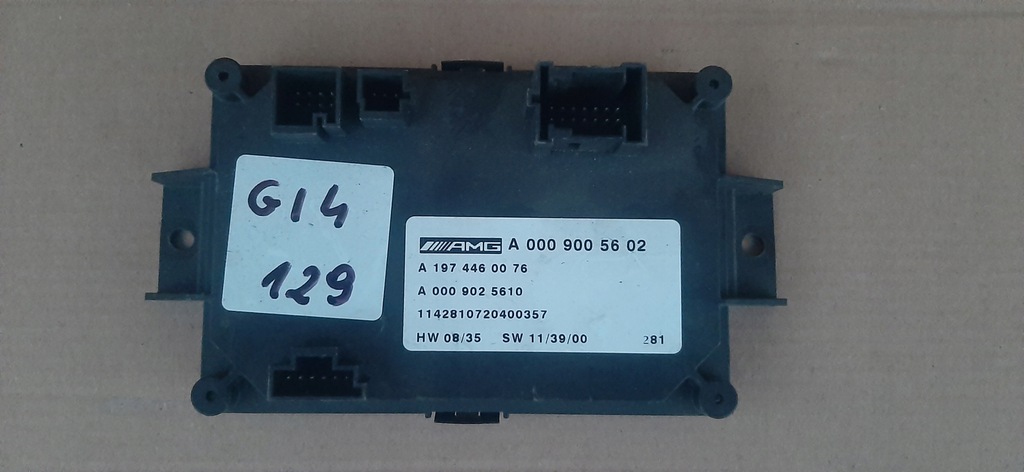 G14
129
AMG A 000 900 56 02
A 197 446 00 76
A 000 902 5610
1142810720400357
HW 08/35 SW 11/39/00 281